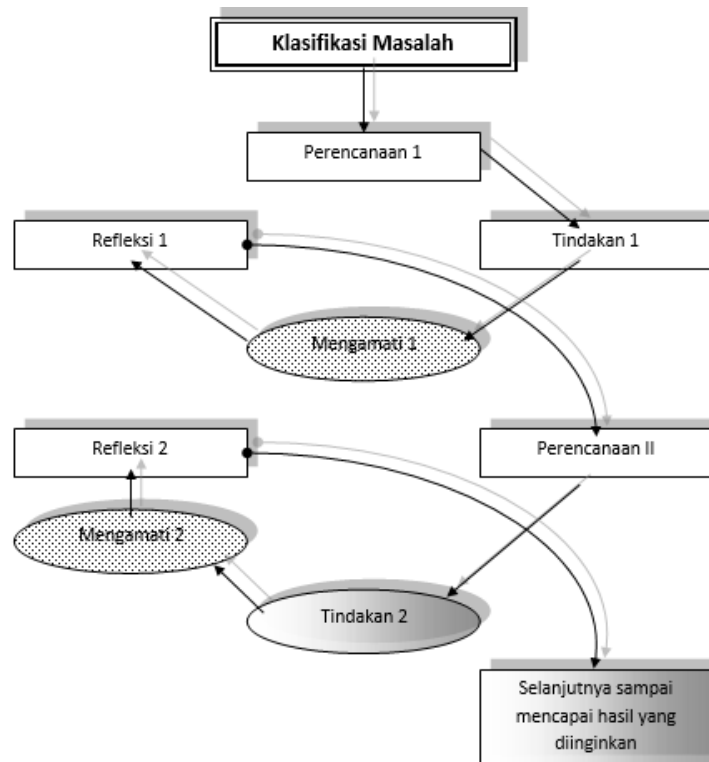 Klasifikasi Masalah
Perencanaan 1
Refleksi 1
Tindakan 1
Mengamati 1
Refleksi 2
Perencanaan II
Mengamati 2
Tindakan 2
Selanjutnya sampai
mencapai hasil yang
diinginkan